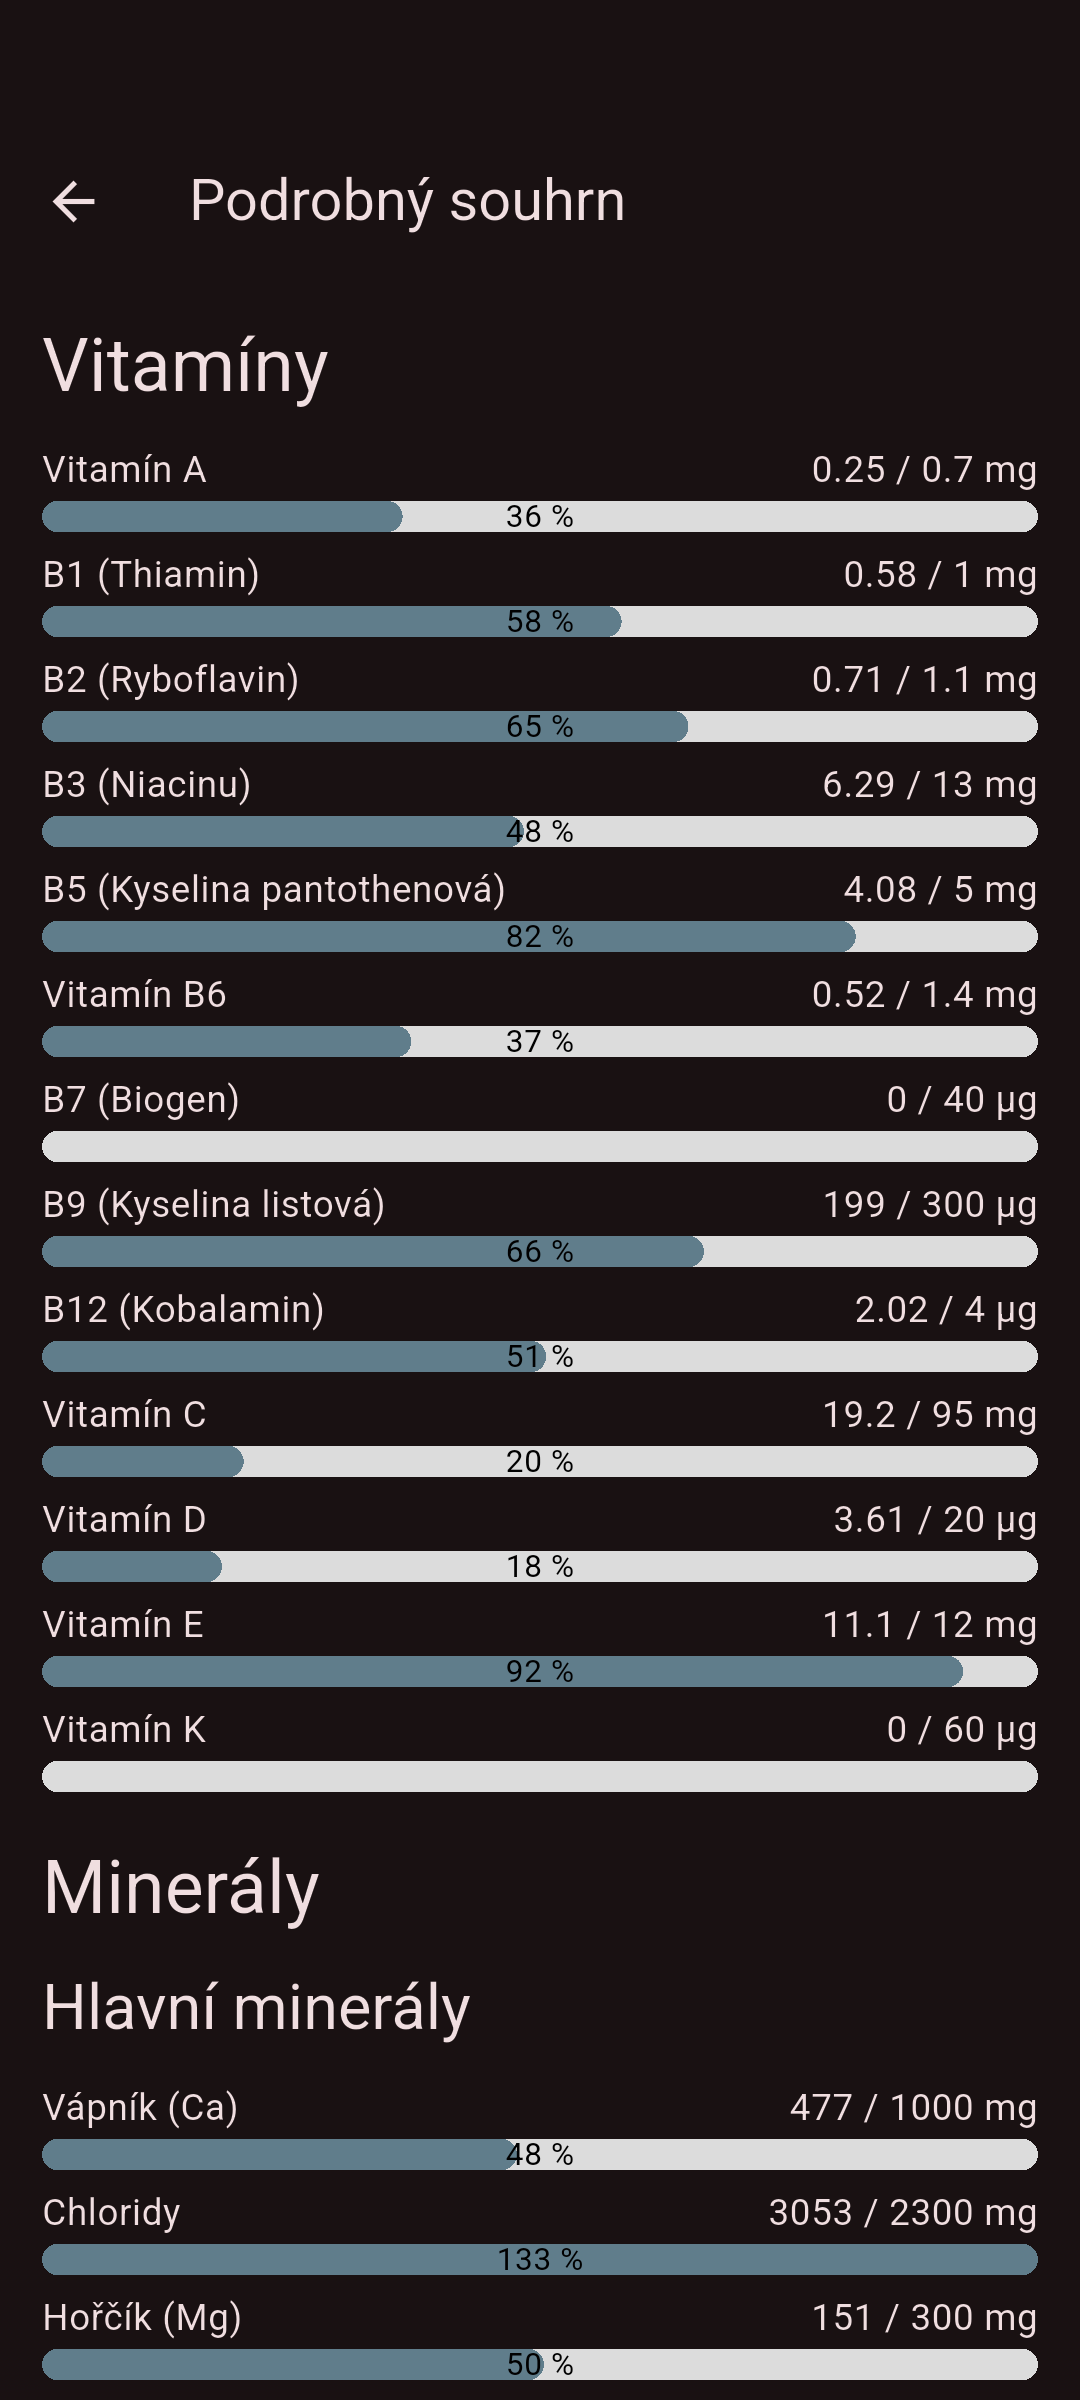 Podrobný souhrn
Vitamíny
Vitamín A 0.25 / 0.7 mg
36 %
B1 (Thiamin) 0.58 / 1 mg
58 %
B2 (Ryboflavin) 0.71 / 1.1 mg
65 %
B3 (Niacinu) 6.29 / 13 mg
48 %
B5 (Kyselina pantothenová) 4.08 / 5 mg
82 %
Vitamín B6 0.52 / 1.4 mg
37 %
B7 (Biogen) 0 / 40 µg
B9 (Kyselina listová) 199 / 300 µg
66 %
B12 (Kobalamin) 2.02 / 4 µg
51 %
Vitamín C 19.2 / 95 mg
20 %
Vitamín D 3.61 / 20 µg
18 %
Vitamín E 11.1 / 12 mg
92 %
Vitamín K 0 / 60 µg
Minerály
Hlavní minerály
Vápník (Ca) 477 / 1000 mg
48 %
Chloridy 3053 / 2300 mg
133 %
Hořčík (Mg) 151 / 300 mg
50 %